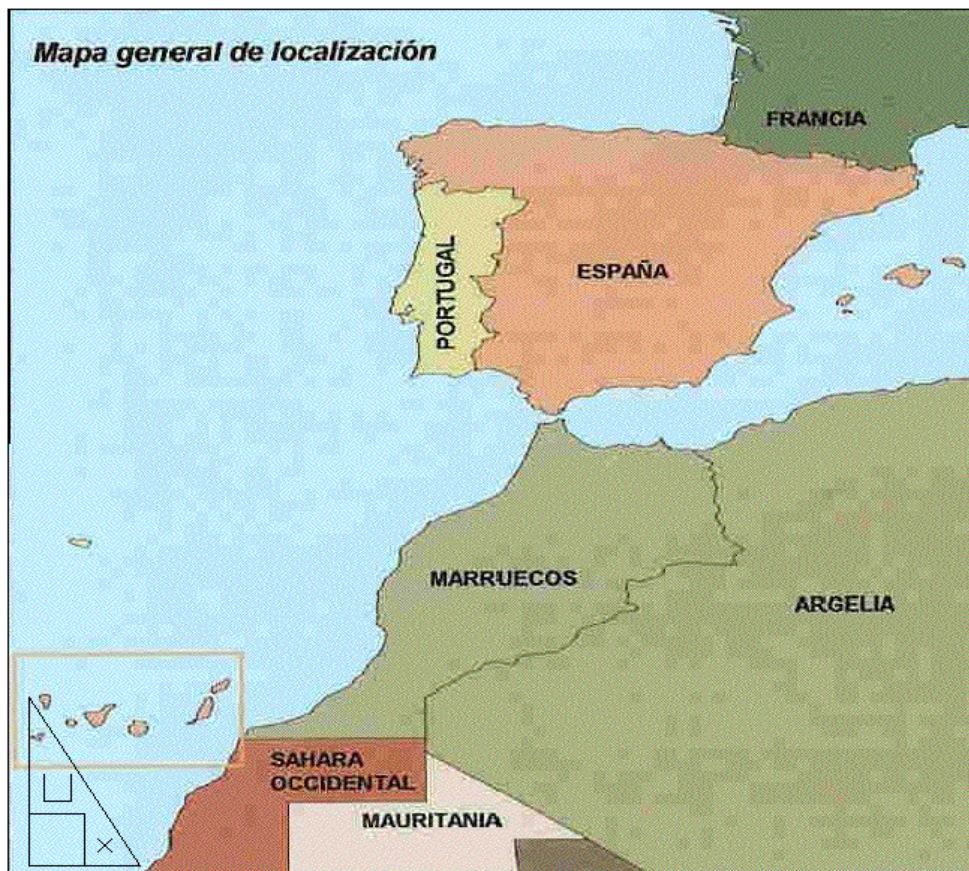 Mapa general de localización
FRANCIA
ESPAÑA
PORTUGAL
MARRUECOS
ARGELIA
SAHARA
OCCIDENTAL
MAURITANIA